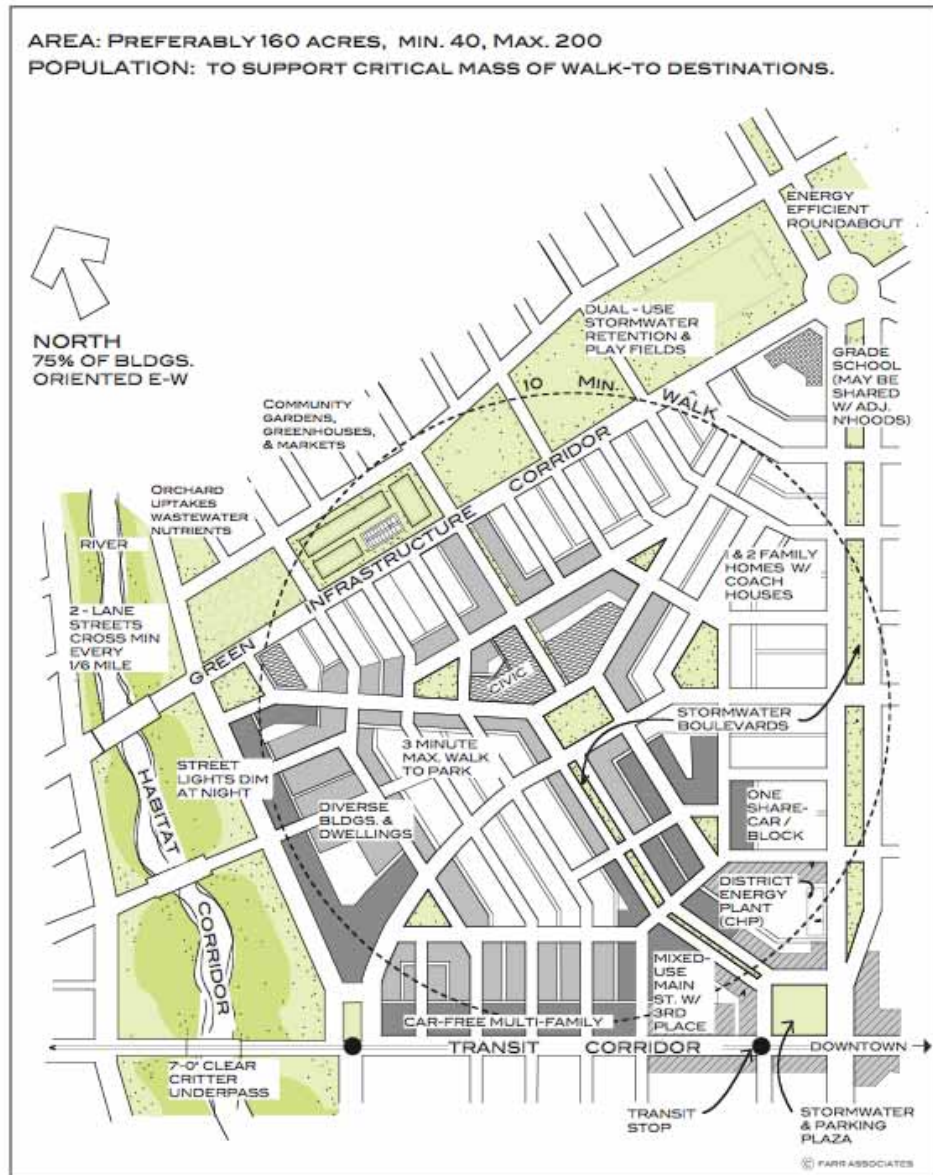 AREA: PREFERABLY 160 ACRES, MIN. 40, MAX. 200
POPULATION: TO SUPPORT CRITICAL MASS OF WALK-TO DESTINATIONS.
ENERGY
EFFICIENT
ROUNDABOUT
NORTH
75% OF BLDGS.
ORIENTED E-W
DUAL - USE
STORMWATER
RETENTION &
PLAY FIELDS
GRADE
SCHOOL
(MAY BE
SHARED
W/ ADJ.
N'HOODS)
10 MIN. WALK
COMMUNITY
GARDENS,
GREENHOUSES,
& MARKETS
ORCHARD
UPTAKES
WASTEWATER
NUTRIENTS
RIVER
GREEN INFRASTRUCTURE CORRIDOR
1 & 2 FAMILY
HOMES W/
COACH
HOUSES
2 - LANE
STREETS
CROSS MIN
EVERY
1/6 MILE
CIVIC
STORMWATER
BOULEVARDS
STREET
LIGHTS DIM
AT NIGHT
3 MINUTE
MAX. WALK
TO PARK
HABITAT CORRIDOR
DIVERSE
BLDGS. &
DWELLINGS
ONE
SHARE-
CAR /
BLOCK
DISTRICT
ENERGY
PLANT
(CHP)
MIXED-
USE MAIN
ST. W/
3RD
PLACE
CAR-FREE MULTI-FAMILY
TRANSIT CORRIDOR
DOWNTOWN
7-0" CLEAR
CRITTER
UNDERPASS
TRANSIT
STOP
STORMWATER
& PARKING
PLAZA
© FARR ASSOCIATES